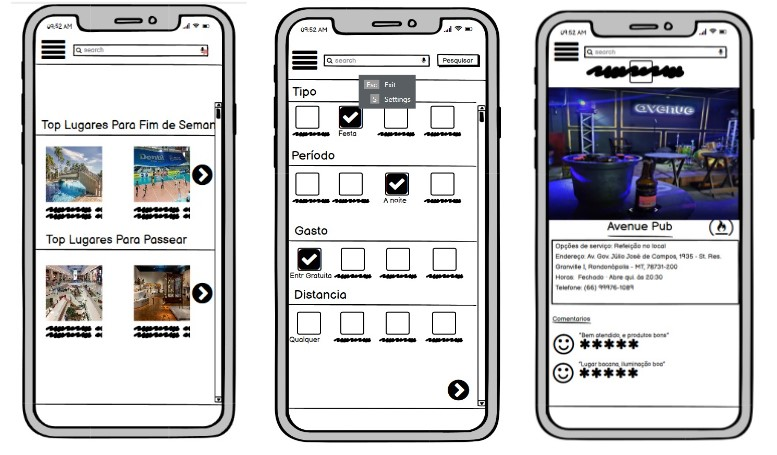 09:52 AM
search
Top Lugares Para Fim de Seman
Top Lugares Para Passear
09:52 AM
search
Pesquisar
Esc Exit
S Settings
Tipo
Festa
Período
A noite
Gasto
Entr Gratuita
Distancia
Qualquer
09:52 AM
search
avenue
Avenue Pub
Opções de serviço: Refeição no local
Endereço: Av. Gov. Júlio José de Campos, 1935 - St. Res.
Granville I, Rondonópolis - MT, 78731-200
Horas: Fechado · Abre qui. às 20:30
Telefone: (66) 99976-1089
Comentarios
"Bem atendido, e produtos bons"
*****
"Lugar bacana, iluminação boa"
*****